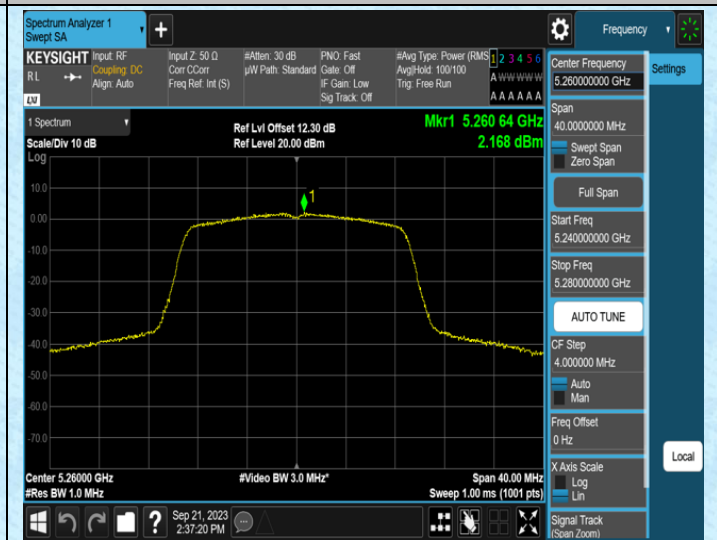 Spectrum Analyzer 1
Swept SA
+
Frequency
KEYSIGHT
RL
LXI
Input: RF
Coupling: DC
Align: Auto
Input Z: 50 Ω
Corr CCorr
Freq Ref: Int (S)
#Atten: 30 dB
µW Path: Standard
PNO: Fast
Gate: Off
IF Gain: Low
Sig Track: Off
#Avg Type: Power (RMS
Avg|Hold: 100/100
Trig: Free Run
1 2 3 4 5 6
A W W W W W
A A A A A A
1 Spectrum
Scale/Div 10 dB
Log
Ref Lvl Offset 12.30 dB
Ref Level 20.00 dBm
Mkr1 5.260 64 GHz
2.168 dBm
1
10.0
0.00
-10.0
-20.0
-30.0
-40.0
-50.0
-60.0
-70.0
Center 5.26000 GHz
#Res BW 1.0 MHz
#Video BW 3.0 MHz*
Span 40.00 MHz
Sweep 1.00 ms (1001 pts)
Center Frequency
5.260000000 GHz
Settings
Span
40.0000000 MHz
Swept Span
Zero Span
Full Span
Start Freq
5.240000000 GHz
Stop Freq
5.280000000 GHz
AUTO TUNE
CF Step
4.000000 MHz
Auto
Man
Freq Offset
0 Hz
X Axis Scale
Log
Lin
Local
Signal Track
(Span Zoom)
?
Sep 21, 2023
2:37:20 PM